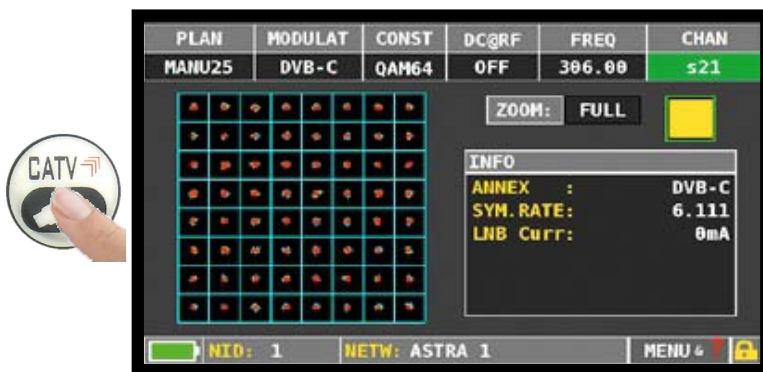 PLAN MODULAT CONST DC@RF FREQ CHAN
MANU25 DVB-C QAM64 OFF 306.00 s21
ZOOM: FULL
CATV
INFO
ANNEX : DVB-C
SYM.RATE: 6.111
LNB Curr: 0mA
NID: 1 NETW: ASTRA 1 MENU &